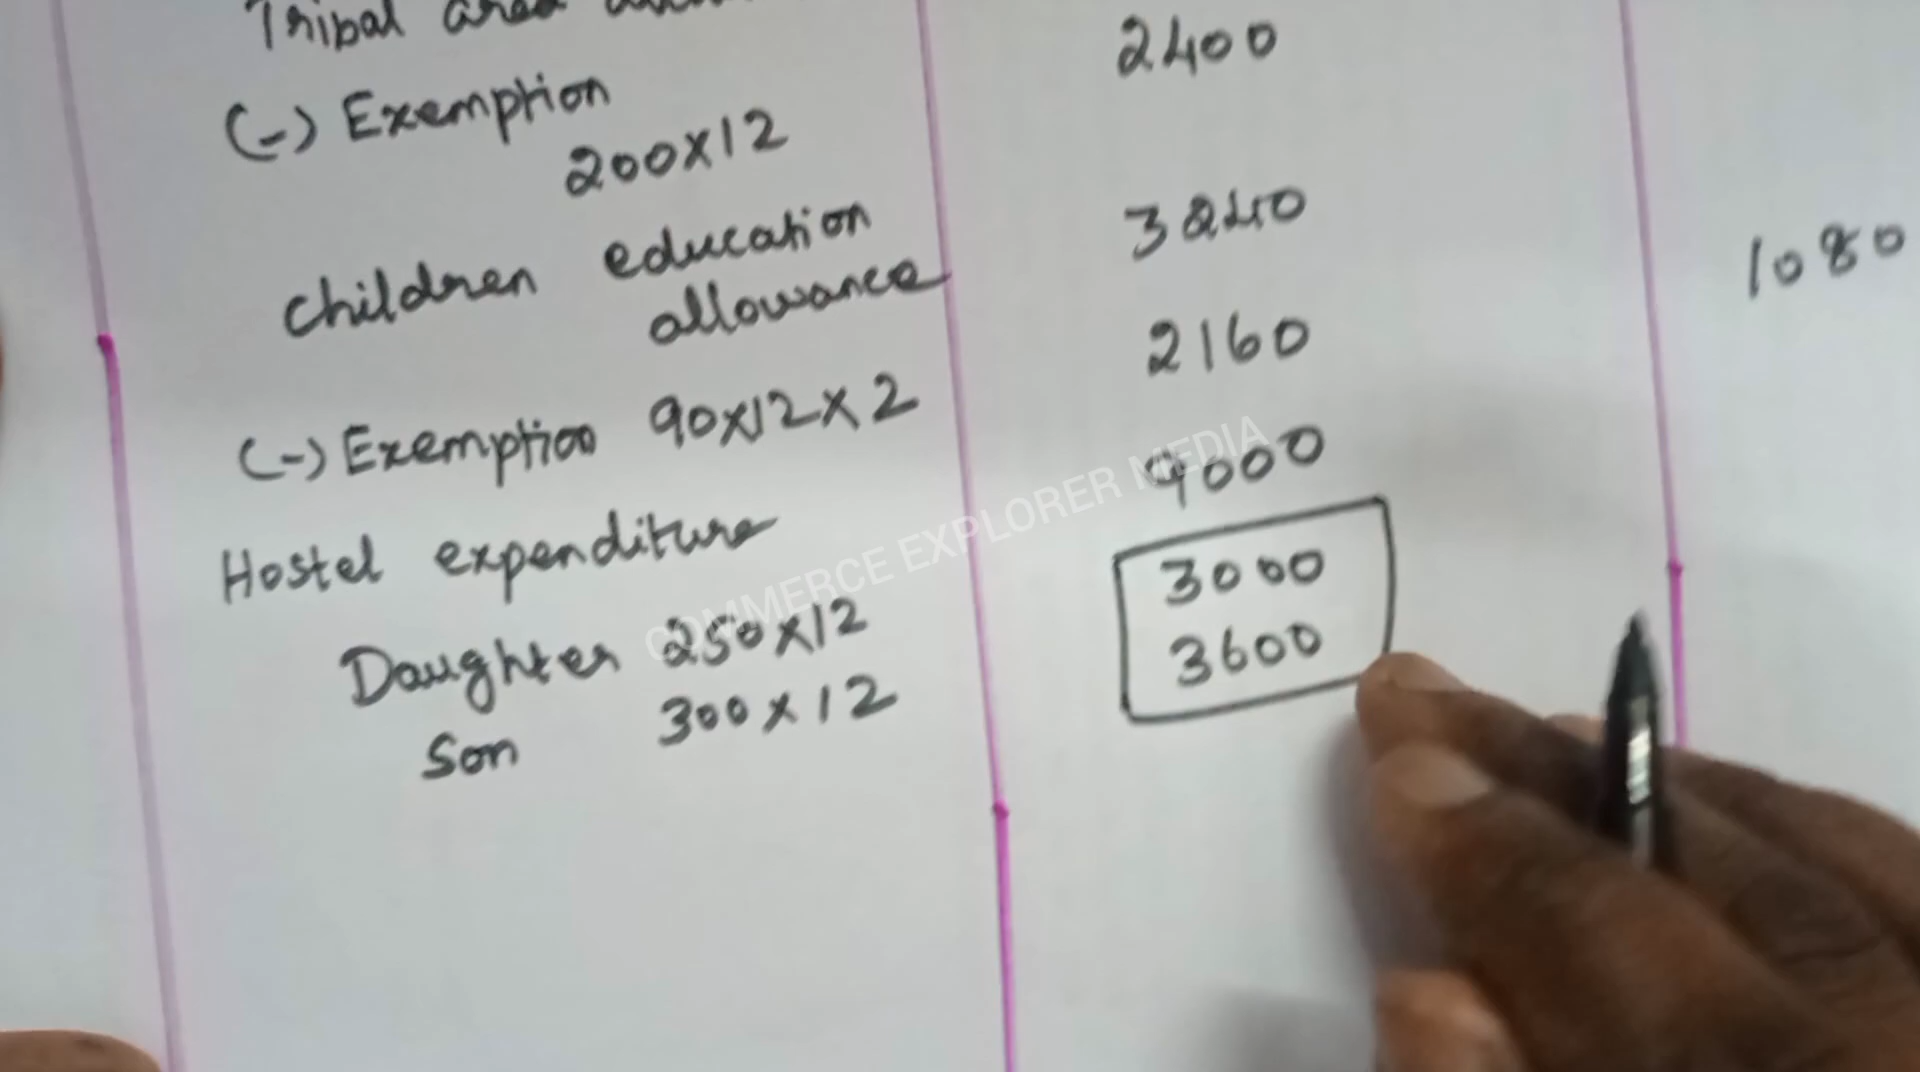 Tribal area
2400
(-) Exemption
200x12
children education allowance
3240
1080
(-) Exemption 90x12x2
2160
Hostel expenditure
9000
Daughter 250x12
3000
Son 300x12
3600
COMMERCE EXPLORER MEDIA